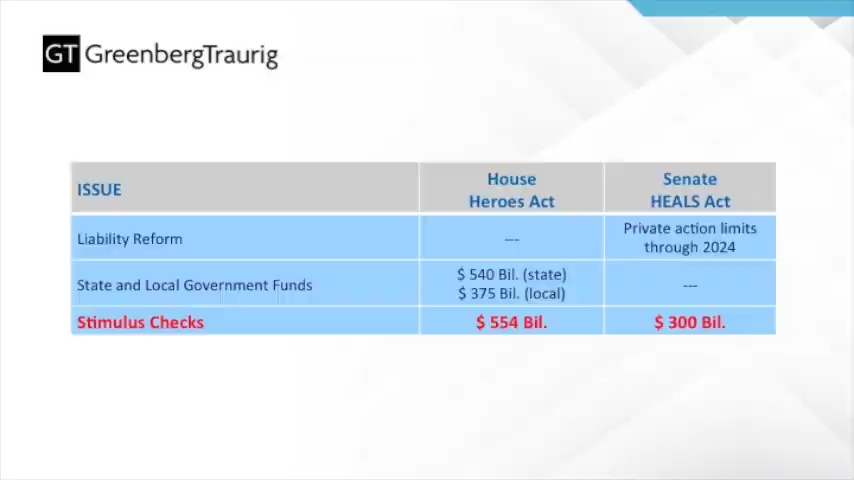 GT GreenbergTraurig
ISSUE
House
Heroes Act
Senate
HEALS Act
Liability Reform
---
Private action limits
through 2024
State and Local Government Funds
$ 540 Bil. (state)
$ 375 Bil. (local)
---
Stimulus Checks
$ 554 Bil.
$ 300 Bil.